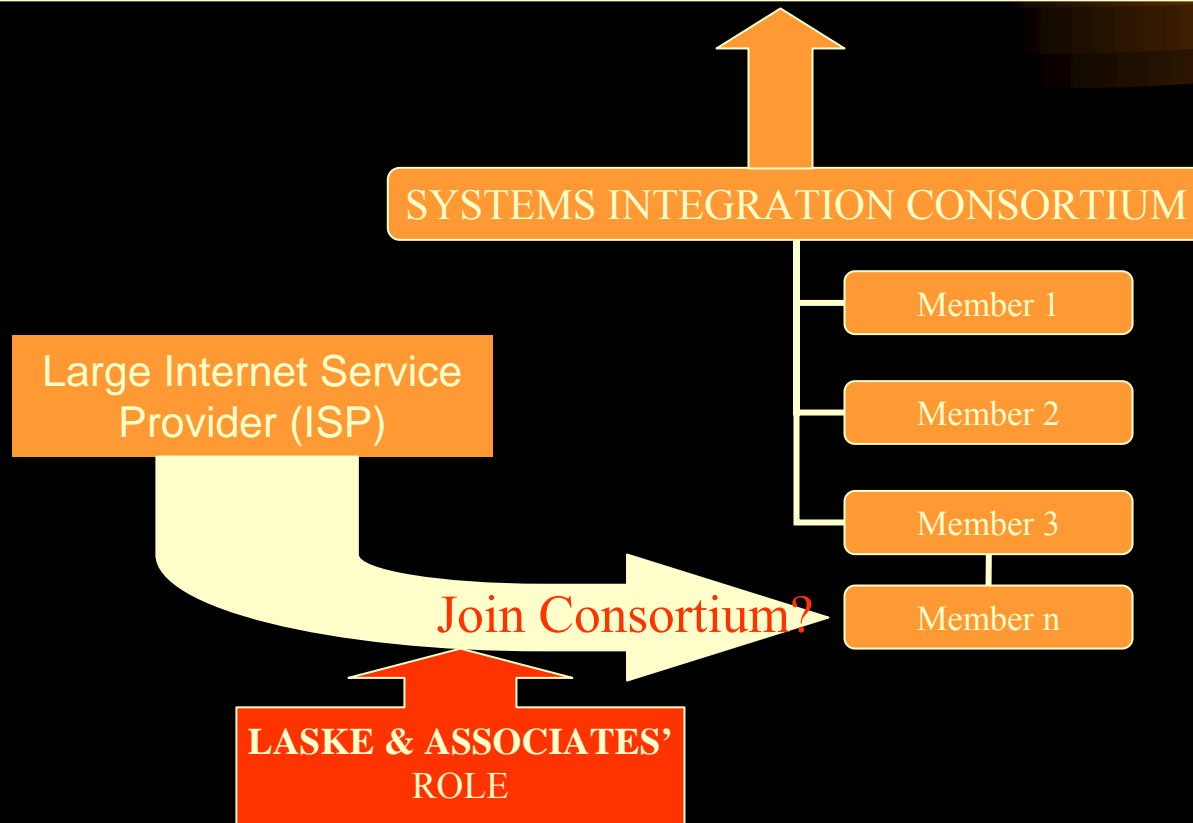 SYSTEMS INTEGRATION CONSORTIUM
Member 1
Large Internet Service
Provider (ISP)
Member 2
Member 3
Join Consortium?
Member n
LASKE & ASSOCIATES’
ROLE